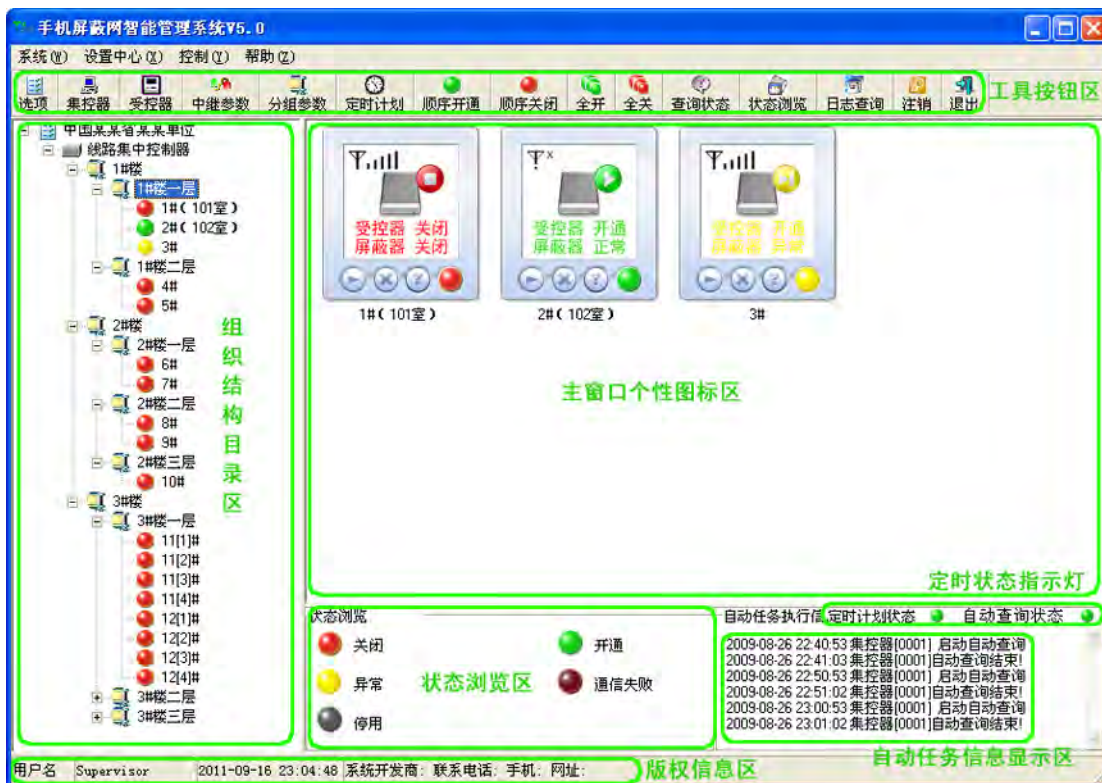 手机屏蔽网智能管理系统V5.0
系统(W) 设置中心(X) 控制(Y) 帮助(Z)
选项 集控器 受控器 中继参数 分组参数 定时计划 顺序开通 顺序关闭 全开 全关 查询状态 状态浏览 日志查询 注销 退出
工具按钮区
中国某某省某某单位
线路集中控制器
1#楼
1#楼一层
1#(101室)
2#(102室)
3#
1#楼二层
4#
5#
2#楼
2#楼一层
6#
7#
2#楼二层
8#
9#
2#楼三层
10#
3#楼
3#楼一层
11[1]#
11[2]#
11[3]#
11[4]#
12[1]#
12[2]#
12[3]#
12[4]#
3#楼二层
3#楼三层
组织结构目录区
受控器 关闭
屏蔽器 关闭
1#(101室)
受控器 开通
屏蔽器 正常
2#(102室)
受控器 开通
屏蔽器 异常
3#
主窗口个性图标区
定时状态指示灯
状态浏览
关闭
开通
异常
通信失败
停用
状态浏览区
自动任务执行信 定时计划状态 自动查询状态
2009-08-26 22:40:53 集控器[0001] 启动自动查询
2009-08-26 22:41:03 集控器[0001]自动查询结束!
2009-08-26 22:50:53 集控器[0001] 启动自动查询
2009-08-26 22:51:02 集控器[0001]自动查询结束!
2009-08-26 23:00:53 集控器[0001] 启动自动查询
2009-08-26 23:01:02 集控器[0001]自动查询结束!
自动任务信息显示区
用户名 Supervisor 2011-09-16 23:04:48 系统开发商: 联系电话: 手机: 网址:
版权信息区